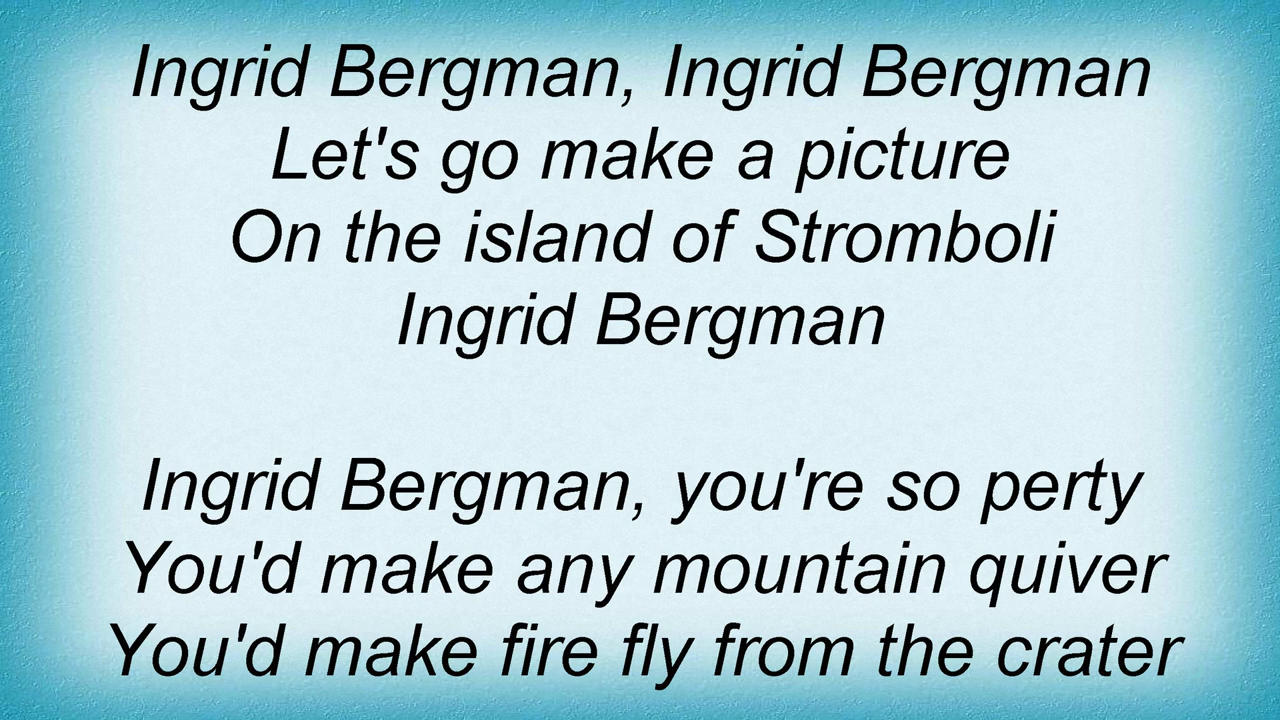 Ingrid Bergman, Ingrid Bergman
Let's go make a picture
On the island of Stromboli
Ingrid Bergman
Ingrid Bergman, you're so perty
You'd make any mountain quiver
You'd make fire fly from the crater